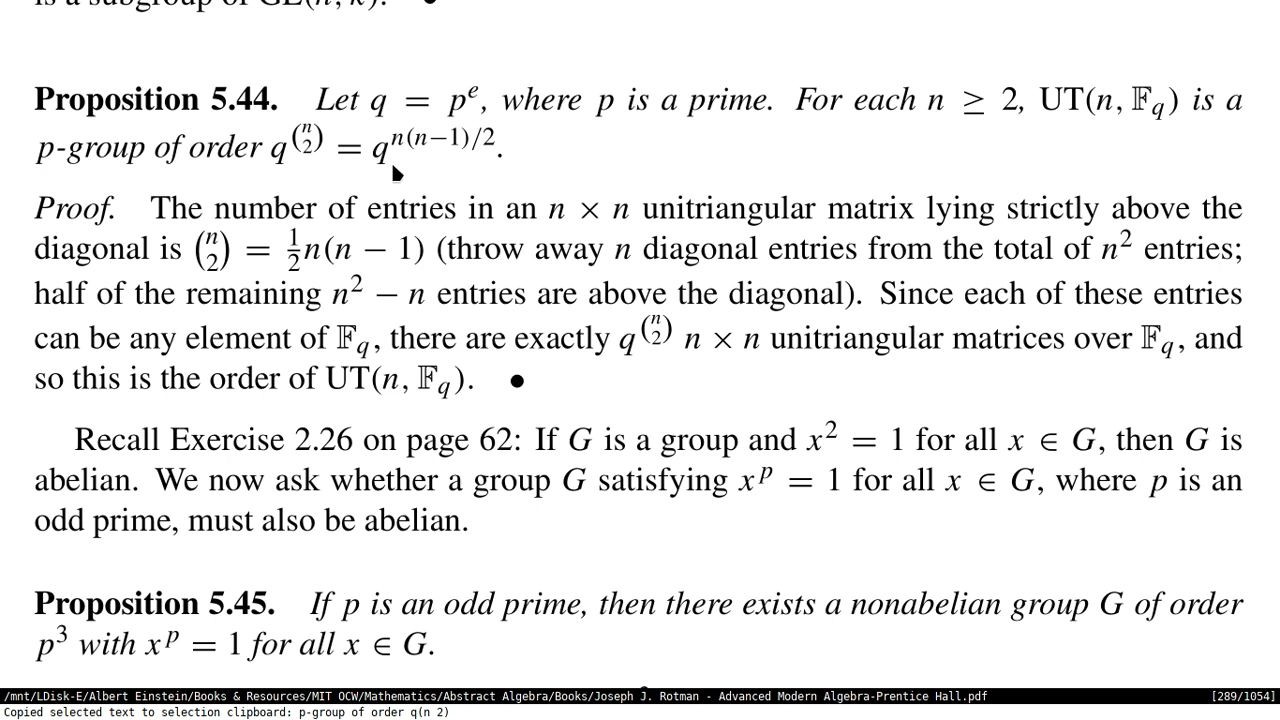 is a subgroup of GL(n, k). •
Proposition 5.44. Let q = pᵉ, where p is a prime. For each n ≥ 2, UT(n, 𝔽_q) is a
p-group of order q^(n 2) = q^{n(n−1)/2}.
Proof. The number of entries in an n × n unitriangular matrix lying strictly above the
diagonal is (n 2) = ½n(n − 1) (throw away n diagonal entries from the total of n² entries;
half of the remaining n² − n entries are above the diagonal). Since each of these entries
can be any element of 𝔽_q, there are exactly q^(n 2) n × n unitriangular matrices over 𝔽_q, and
so this is the order of UT(n, 𝔽_q). •
Recall Exercise 2.26 on page 62: If G is a group and x² = 1 for all x ∈ G, then G is
abelian. We now ask whether a group G satisfying x^p = 1 for all x ∈ G, where p is an
odd prime, must also be abelian.
Proposition 5.45. If p is an odd prime, then there exists a nonabelian group G of order
p³ with x^p = 1 for all x ∈ G.
/mnt/LDisk-E/Albert Einstein/Books & Resources/MIT OCW/Mathematics/Abstract Algebra/Books/Joseph J. Rotman - Advanced Modern Algebra-Prentice Hall.pdf [289/1054]
Copied selected text to selection clipboard: p-group of order q(n 2)